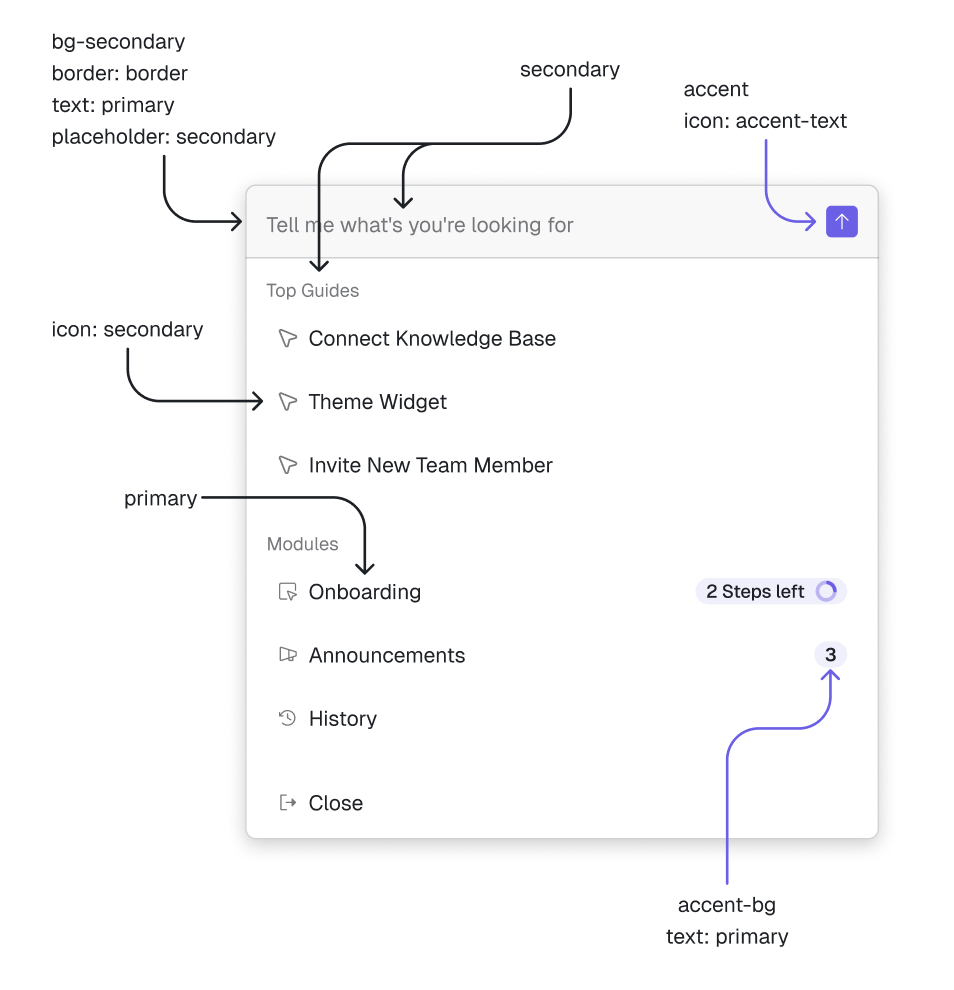 bg-secondary
border: border
text: primary
placeholder: secondary
secondary
accent
icon: accent-text
Tell me what's you're looking for
Top Guides
icon: secondary
Connect Knowledge Base
Theme Widget
Invite New Team Member
primary
Modules
Onboarding
2 Steps left
Announcements
3
History
Close
accent-bg
text: primary